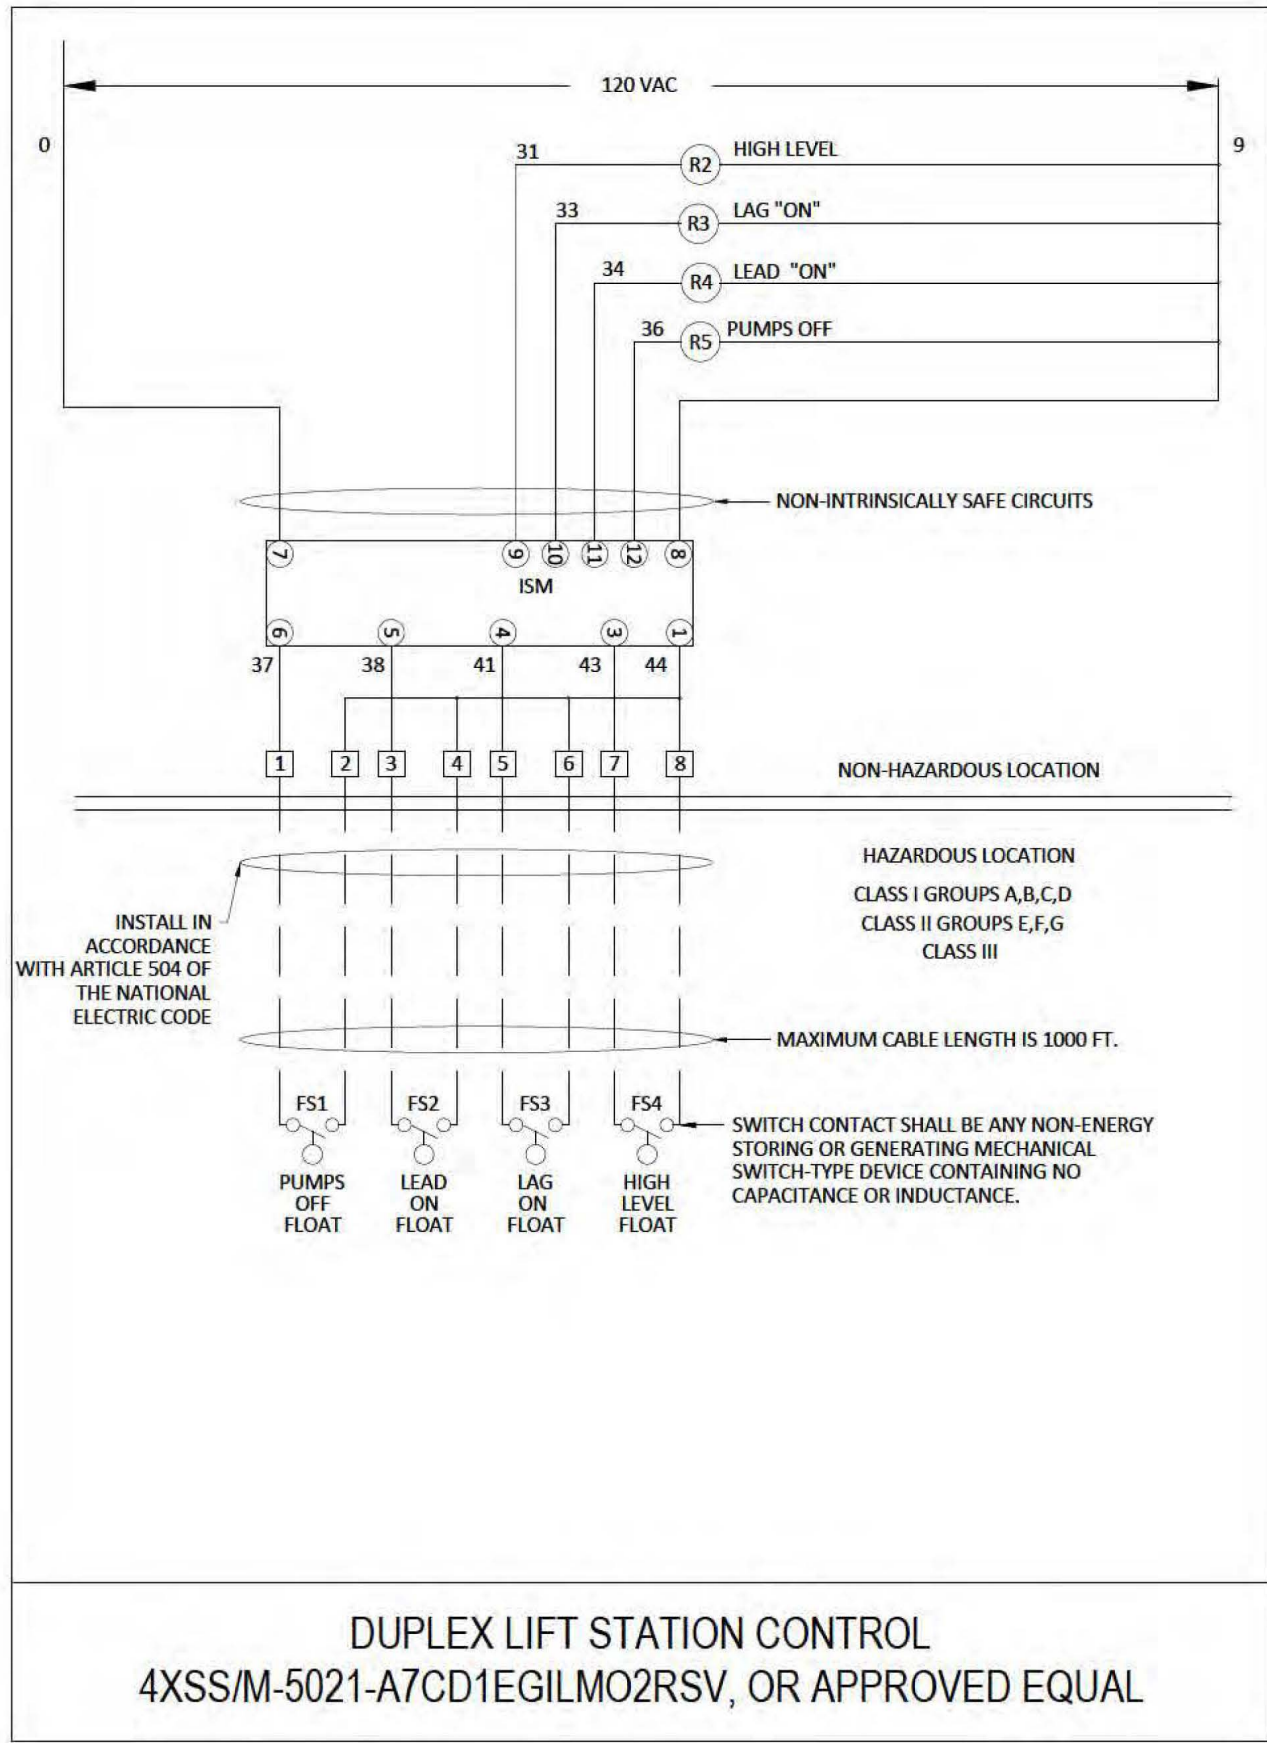 120 VAC
0
9
31
R2
HIGH LEVEL
33
R3
LAG "ON"
34
R4
LEAD "ON"
36
R5
PUMPS OFF
NON-INTRINSICALLY SAFE CIRCUITS
7
9
10
11
12
8
ISM
6
5
4
3
1
37
38
41
43
44
1
2
3
4
5
6
7
8
NON-HAZARDOUS LOCATION
HAZARDOUS LOCATION
CLASS I GROUPS A,B,C,D
CLASS II GROUPS E,F,G
CLASS III
INSTALL IN
ACCORDANCE
WITH ARTICLE 504 OF
THE NATIONAL
ELECTRIC CODE
MAXIMUM CABLE LENGTH IS 1000 FT.
FS1
FS2
FS3
FS4
SWITCH CONTACT SHALL BE ANY NON-ENERGY
STORING OR GENERATING MECHANICAL
SWITCH-TYPE DEVICE CONTAINING NO
CAPACITANCE OR INDUCTANCE.
PUMPS
OFF
FLOAT
LEAD
ON
FLOAT
LAG
ON
FLOAT
HIGH
LEVEL
FLOAT
DUPLEX LIFT STATION CONTROL
4XSS/M-5021-A7CD1EGILMO2RSV, OR APPROVED EQUAL